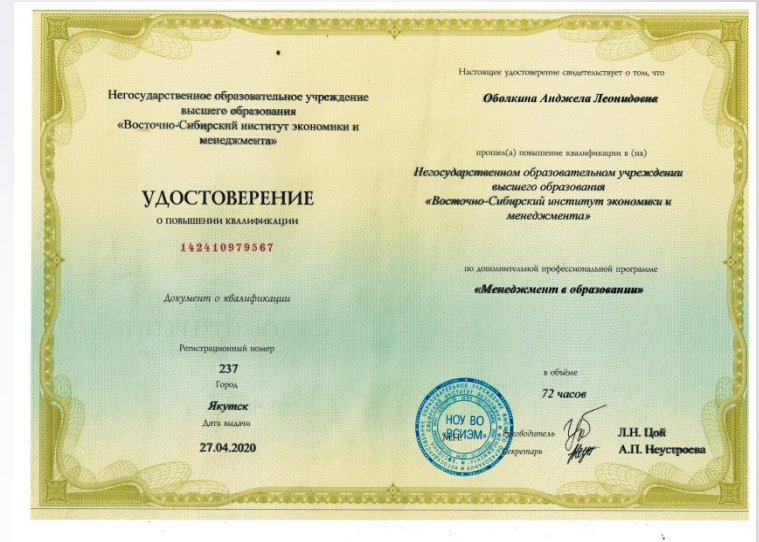 Негосударственное образовательное учреждение
высшего образования
«Восточно-Сибирский институт экономики и
менеджмента»
УДОСТОВЕРЕНИЕ
О ПОВЫШЕНИИ КВАЛИФИКАЦИИ
142410979567
Документ о квалификации
Регистрационный номер
237
Город
Якутск
Дата выдачи
27.04.2020
Настоящее удостоверение свидетельствует о том, что
Оболкина Анджела Леонидовна
прошел(а) повышение квалификации в (на)
Негосударственном образовательном учреждении
высшего образования
«Восточно-Сибирский институт экономики и
менеджмента»
по дополнительной профессиональной программе
«Менеджмент в образовании»
в объёме
72 часов
НОУ ВО
«ВСИЭМ»
М.П.
Руководитель
Л.Н. Цой
Секретарь
А.П. Неустроева